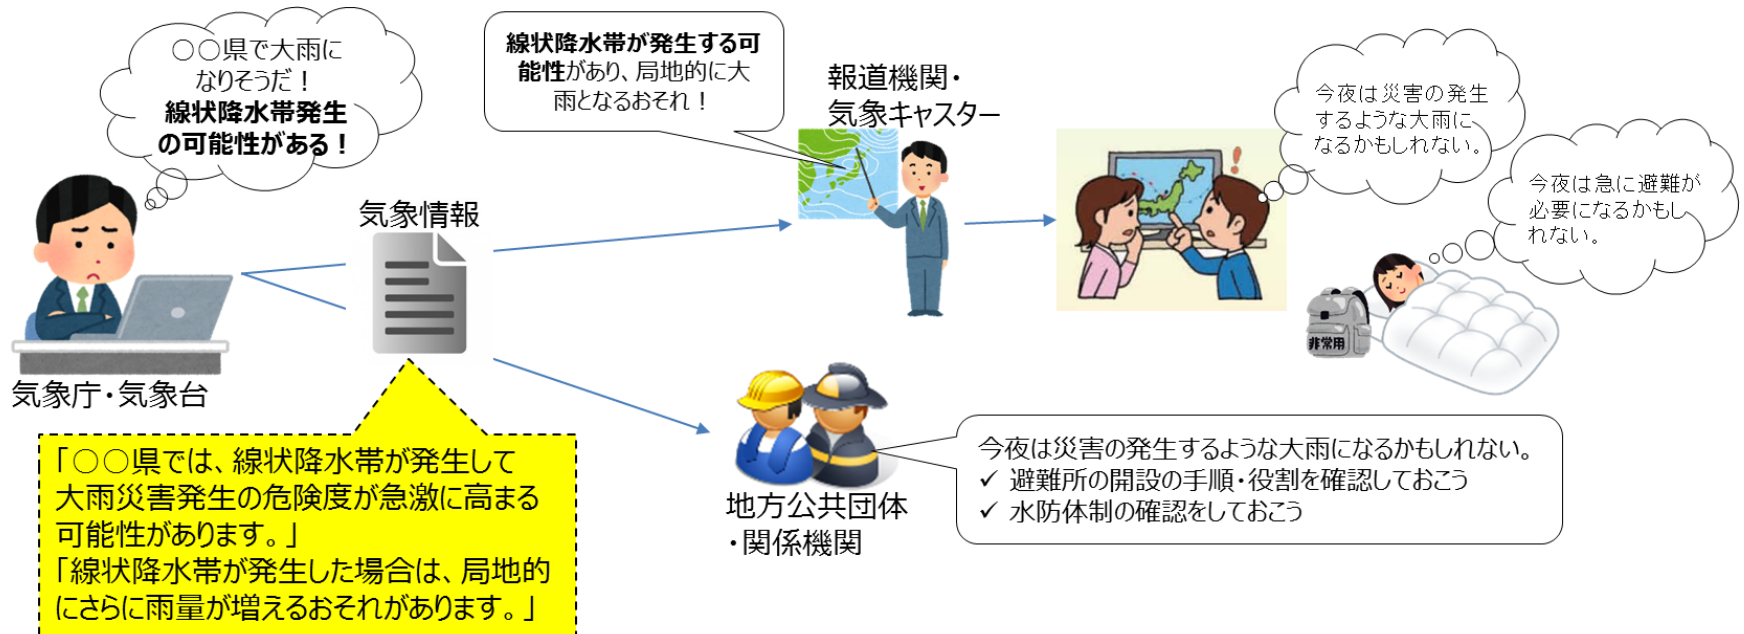 ○○県で大雨に
なりそうだ！
線状降水帯発生
の可能性がある！
気象庁・気象台
気象情報
「○○県では、線状降水帯が発生して
大雨災害発生の危険度が急激に高まる
可能性があります。」
「線状降水帯が発生した場合は、局地的
にさらに雨量が増えるおそれがあります。」
線状降水帯が発生する可
能性があり、局地的に大
雨となるおそれ！
報道機関・
気象キャスター
今夜は災害の発生
するような大雨に
なるかもしれない。
今夜は急に避難が
必要になるかもし
れない。
非常用
地方公共団体
・関係機関
今夜は災害の発生するような大雨になるかもしれない。
✓ 避難所の開設の手順・役割を確認しておこう
✓ 水防体制の確認をしておこう